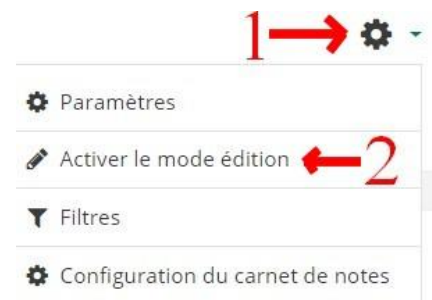 1
Paramètres
Activer le mode édition 2
Filtres
Configuration du carnet de notes